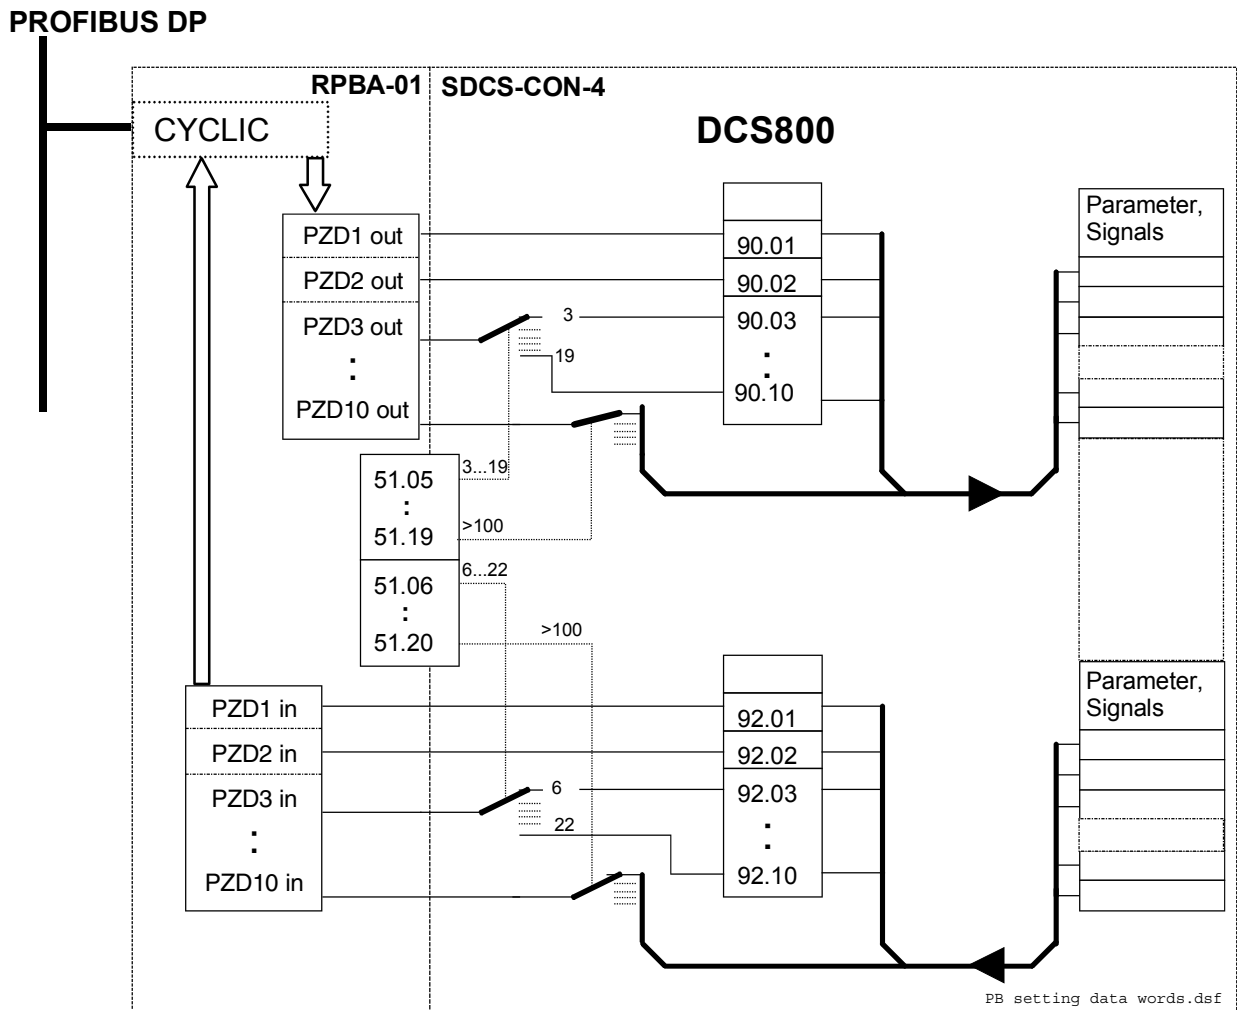 PROFIBUS DP
RPBA-01
SDCS-CON-4
CYCLIC
DCS800
Parameter,
Signals
PZD1 out
90.01
PZD2 out
90.02
PZD3 out
3
90.03
:
19
:
PZD10 out
90.10
51.05
3...19
:
51.19
>100
51.06
6...22
:
51.20
>100
Parameter,
Signals
PZD1 in
92.01
PZD2 in
92.02
PZD3 in
6
92.03
:
22
:
PZD10 in
92.10
PB setting data words.dsf